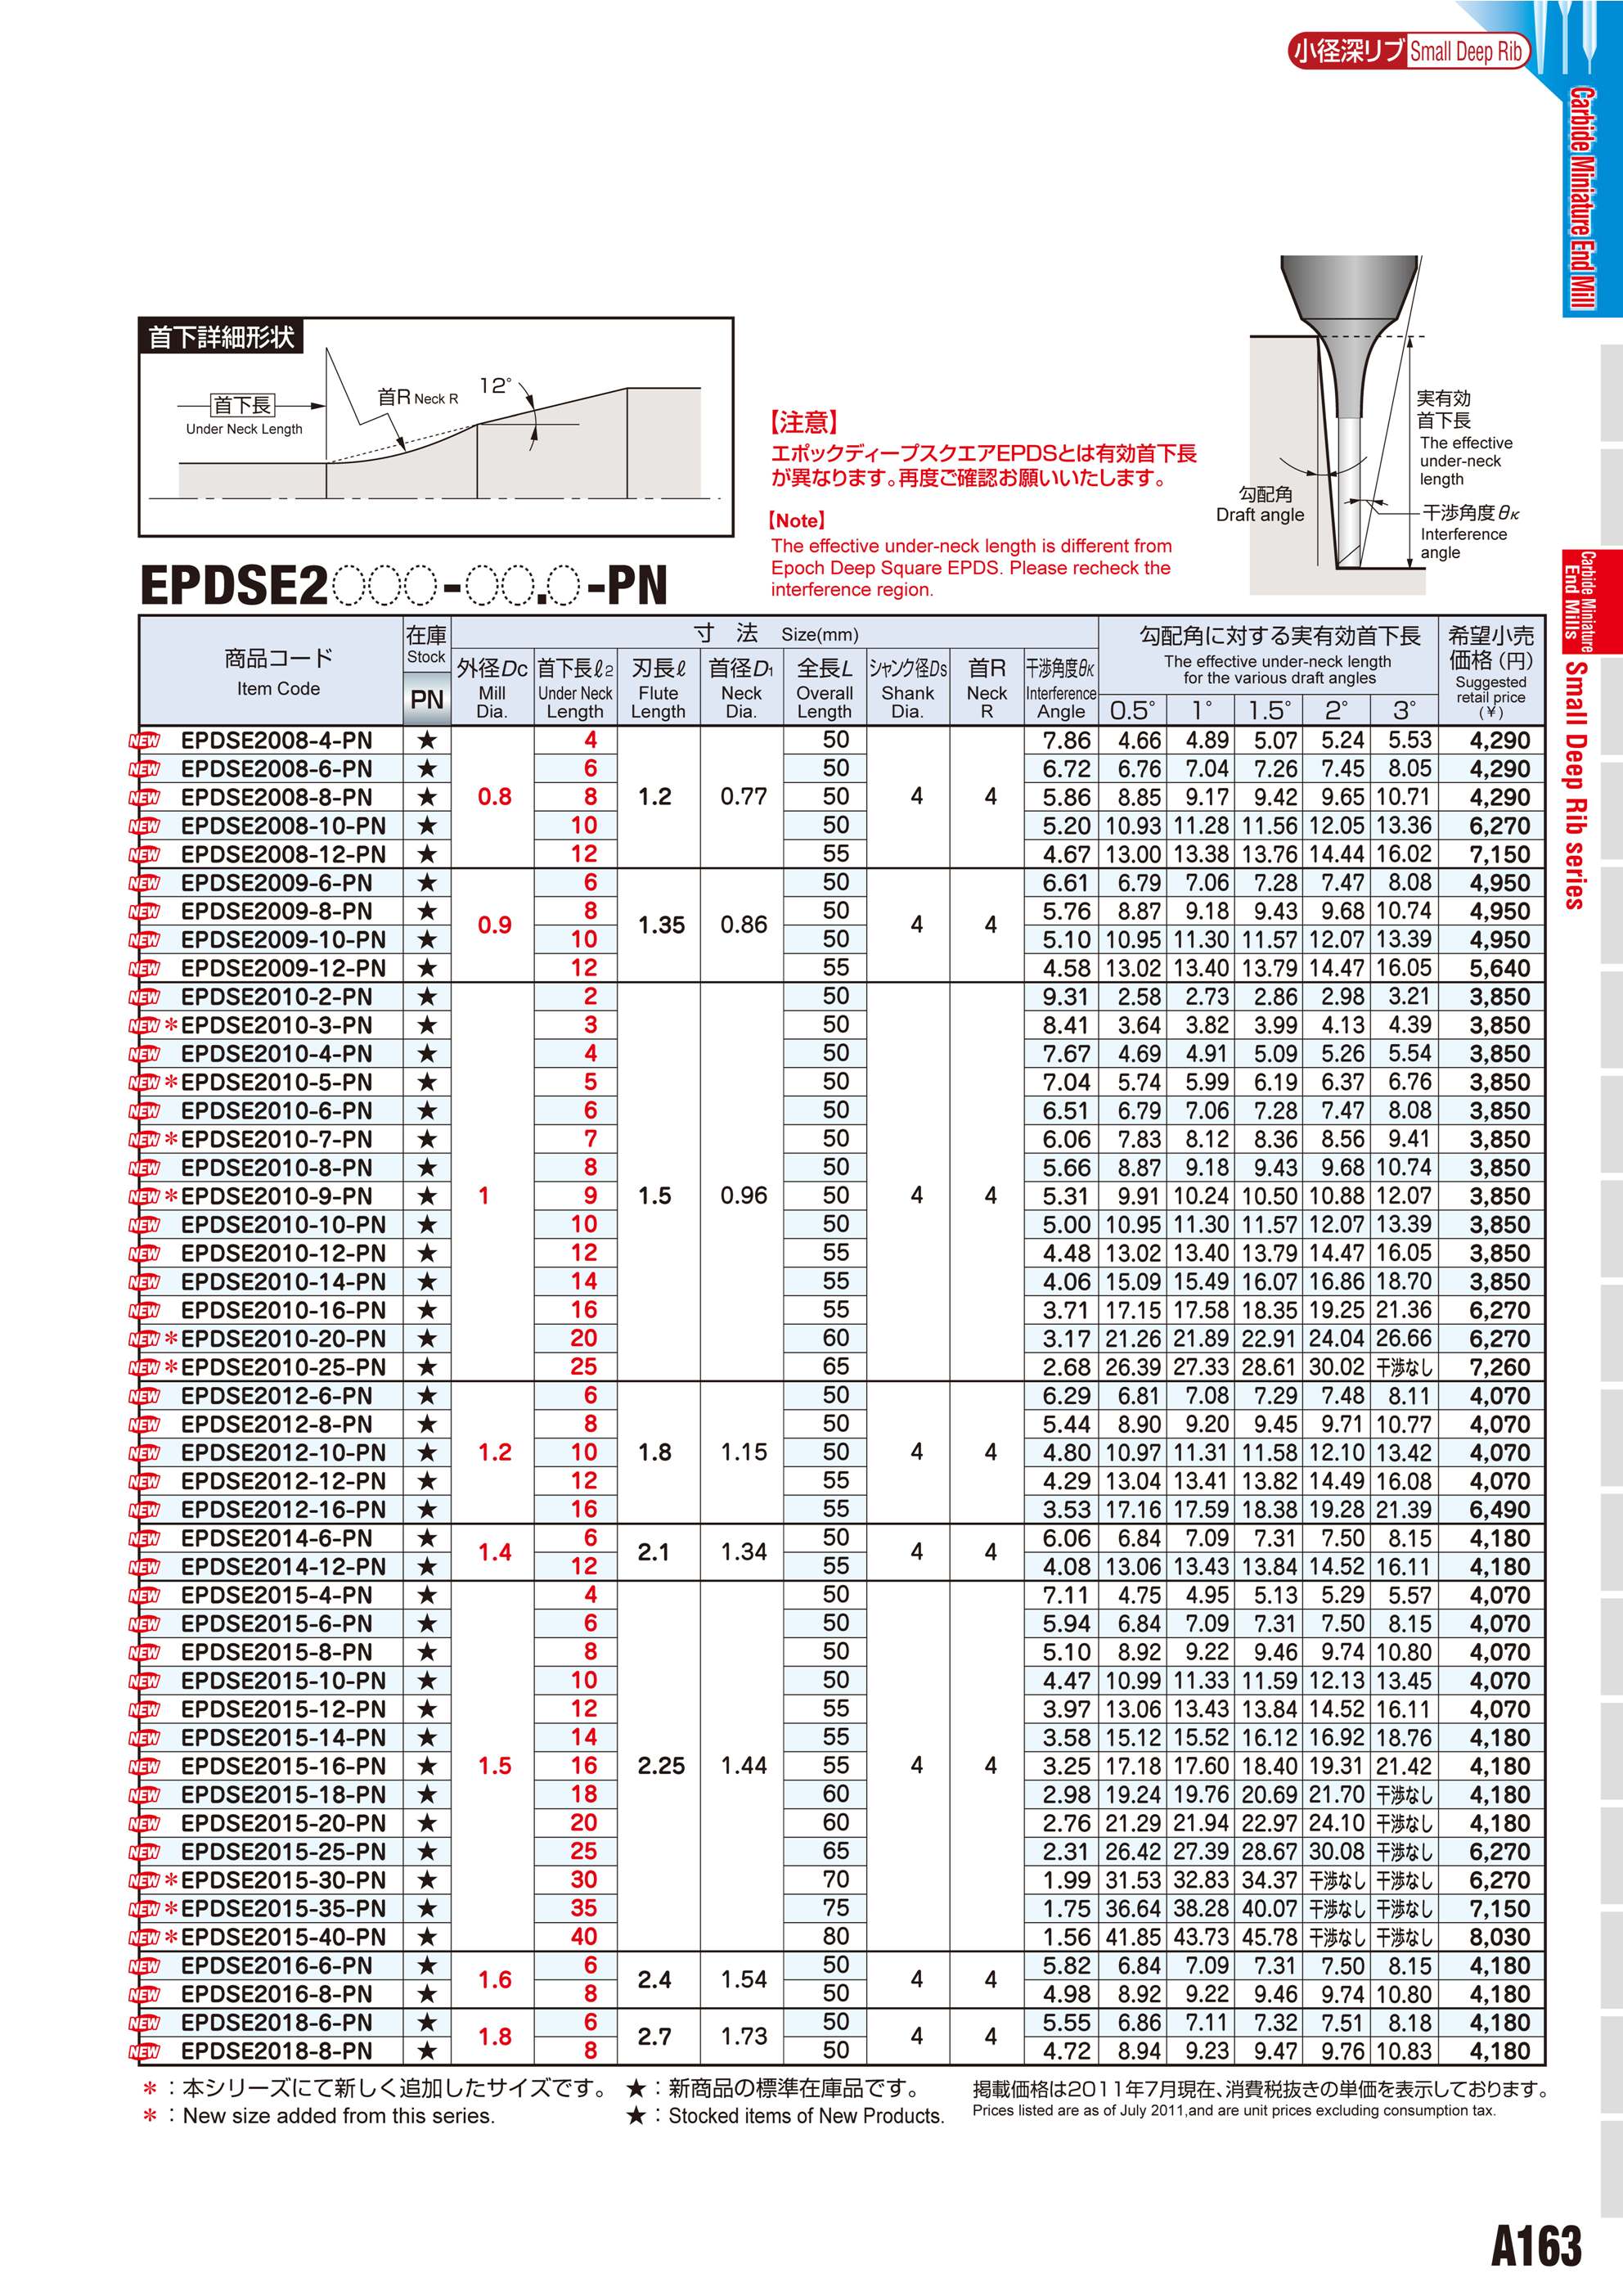 小径深リブ Small Deep Rib
Carbide Miniature End Mill
首下詳細形状
首下長
Under Neck Length
首R Neck R
12°
【注意】
エポックディープスクエアEPDSとは有効首下長
が異なります。再度ご確認お願いいたします。
【Note】
The effective under-neck length is different from
Epoch Deep Square EPDS. Please recheck the
interference region.
実有効
首下長
The effective
under-neck
length
勾配角
Draft angle
干渉角度θK
Interference
angle
EPDSE2○○○-○○.○-PN
Carbide Miniature
End Mills
Small Deep Rib series
商品コード Item Code 在庫 Stock PN 寸 法 Size(mm) 勾配角に対する実有効首下長 The effective under-neck length for the various draft angles 希望小売価格(円) Suggested retail price (¥)
外径Dc Mill Dia. 首下長ℓ2 Under Neck Length 刃長ℓ Flute Length 首径D1 Neck Dia. 全長L Overall Length シャンク径Ds Shank Dia. 首R Neck R 干渉角度θK Interference Angle 0.5° 1° 1.5° 2° 3°
NEW EPDSE2008-4-PN ★ 4 50 7.86 4.66 4.89 5.07 5.24 5.53 4,290
NEW EPDSE2008-6-PN ★ 6 50 6.72 6.76 7.04 7.26 7.45 8.05 4,290
NEW EPDSE2008-8-PN ★ 0.8 8 1.2 0.77 50 4 4 5.86 8.85 9.17 9.42 9.65 10.71 4,290
NEW EPDSE2008-10-PN ★ 10 50 5.20 10.93 11.28 11.56 12.05 13.36 6,270
NEW EPDSE2008-12-PN ★ 12 55 4.67 13.00 13.38 13.76 14.44 16.02 7,150
NEW EPDSE2009-6-PN ★ 6 50 6.61 6.79 7.06 7.28 7.47 8.08 4,950
NEW EPDSE2009-8-PN ★ 0.9 8 1.35 0.86 50 4 4 5.76 8.87 9.18 9.43 9.68 10.74 4,950
NEW EPDSE2009-10-PN ★ 10 50 5.10 10.95 11.30 11.57 12.07 13.39 4,950
NEW EPDSE2009-12-PN ★ 12 55 4.58 13.02 13.40 13.79 14.47 16.05 5,640
NEW EPDSE2010-2-PN ★ 2 50 9.31 2.58 2.73 2.86 2.98 3.21 3,850
NEW *EPDSE2010-3-PN ★ 3 50 8.41 3.64 3.82 3.99 4.13 4.39 3,850
NEW EPDSE2010-4-PN ★ 4 50 7.67 4.69 4.91 5.09 5.26 5.54 3,850
NEW *EPDSE2010-5-PN ★ 5 50 7.04 5.74 5.99 6.19 6.37 6.76 3,850
NEW EPDSE2010-6-PN ★ 6 50 6.51 6.79 7.06 7.28 7.47 8.08 3,850
NEW *EPDSE2010-7-PN ★ 7 50 6.06 7.83 8.12 8.36 8.56 9.41 3,850
NEW EPDSE2010-8-PN ★ 8 50 5.66 8.87 9.18 9.43 9.68 10.74 3,850
NEW *EPDSE2010-9-PN ★ 1 9 1.5 0.96 50 4 4 5.31 9.91 10.24 10.50 10.88 12.07 3,850
NEW EPDSE2010-10-PN ★ 10 50 5.00 10.95 11.30 11.57 12.07 13.39 3,850
NEW EPDSE2010-12-PN ★ 12 55 4.48 13.02 13.40 13.79 14.47 16.05 3,850
NEW EPDSE2010-14-PN ★ 14 55 4.06 15.09 15.49 16.07 16.86 18.70 3,850
NEW EPDSE2010-16-PN ★ 16 55 3.71 17.15 17.58 18.35 19.25 21.36 6,270
NEW *EPDSE2010-20-PN ★ 20 60 3.17 21.26 21.89 22.91 24.04 26.66 6,270
NEW *EPDSE2010-25-PN ★ 25 65 2.68 26.39 27.33 28.61 30.02 干渉なし 7,260
NEW EPDSE2012-6-PN ★ 6 50 6.29 6.81 7.08 7.29 7.48 8.11 4,070
NEW EPDSE2012-8-PN ★ 8 50 5.44 8.90 9.20 9.45 9.71 10.77 4,070
NEW EPDSE2012-10-PN ★ 1.2 10 1.8 1.15 50 4 4 4.80 10.97 11.31 11.58 12.10 13.42 4,070
NEW EPDSE2012-12-PN ★ 12 55 4.29 13.04 13.41 13.82 14.49 16.08 4,070
NEW EPDSE2012-16-PN ★ 16 55 3.53 17.16 17.59 18.38 19.28 21.39 6,490
NEW EPDSE2014-6-PN ★ 1.4 6 2.1 1.34 50 4 4 6.06 6.84 7.09 7.31 7.50 8.15 4,180
NEW EPDSE2014-12-PN ★ 12 55 4.08 13.06 13.43 13.84 14.52 16.11 4,180
NEW EPDSE2015-4-PN ★ 4 50 7.11 4.75 4.95 5.13 5.29 5.57 4,070
NEW EPDSE2015-6-PN ★ 6 50 5.94 6.84 7.09 7.31 7.50 8.15 4,070
NEW EPDSE2015-8-PN ★ 8 50 5.10 8.92 9.22 9.46 9.74 10.80 4,070
NEW EPDSE2015-10-PN ★ 10 50 4.47 10.99 11.33 11.59 12.13 13.45 4,070
NEW EPDSE2015-12-PN ★ 12 55 3.97 13.06 13.43 13.84 14.52 16.11 4,070
NEW EPDSE2015-14-PN ★ 14 55 3.58 15.12 15.52 16.12 16.92 18.76 4,180
NEW EPDSE2015-16-PN ★ 1.5 16 2.25 1.44 55 4 4 3.25 17.18 17.60 18.40 19.31 21.42 4,180
NEW EPDSE2015-18-PN ★ 18 60 2.98 19.24 19.76 20.69 21.70 干渉なし 4,180
NEW EPDSE2015-20-PN ★ 20 60 2.76 21.29 21.94 22.97 24.10 干渉なし 4,180
NEW EPDSE2015-25-PN ★ 25 65 2.31 26.42 27.39 28.67 30.08 干渉なし 6,270
NEW *EPDSE2015-30-PN ★ 30 70 1.99 31.53 32.83 34.37 干渉なし 干渉なし 6,270
NEW *EPDSE2015-35-PN ★ 35 75 1.75 36.64 38.28 40.07 干渉なし 干渉なし 7,150
NEW *EPDSE2015-40-PN ★ 40 80 1.56 41.85 43.73 45.78 干渉なし 干渉なし 8,030
NEW EPDSE2016-6-PN ★ 1.6 6 2.4 1.54 50 4 4 5.82 6.84 7.09 7.31 7.50 8.15 4,180
NEW EPDSE2016-8-PN ★ 8 50 4.98 8.92 9.22 9.46 9.74 10.80 4,180
NEW EPDSE2018-6-PN ★ 1.8 6 2.7 1.73 50 4 4 5.55 6.86 7.11 7.32 7.51 8.18 4,180
NEW EPDSE2018-8-PN ★ 8 50 4.72 8.94 9.23 9.47 9.76 10.83 4,180
*：本シリーズにて新しく追加したサイズです。 ★：新商品の標準在庫品です。 掲載価格は2011年7月現在、消費税抜きの単価を表示しております。
*：New size added from this series. ★：Stocked items of New Products. Prices listed are as of July 2011,and are unit prices excluding consumption tax.
A163